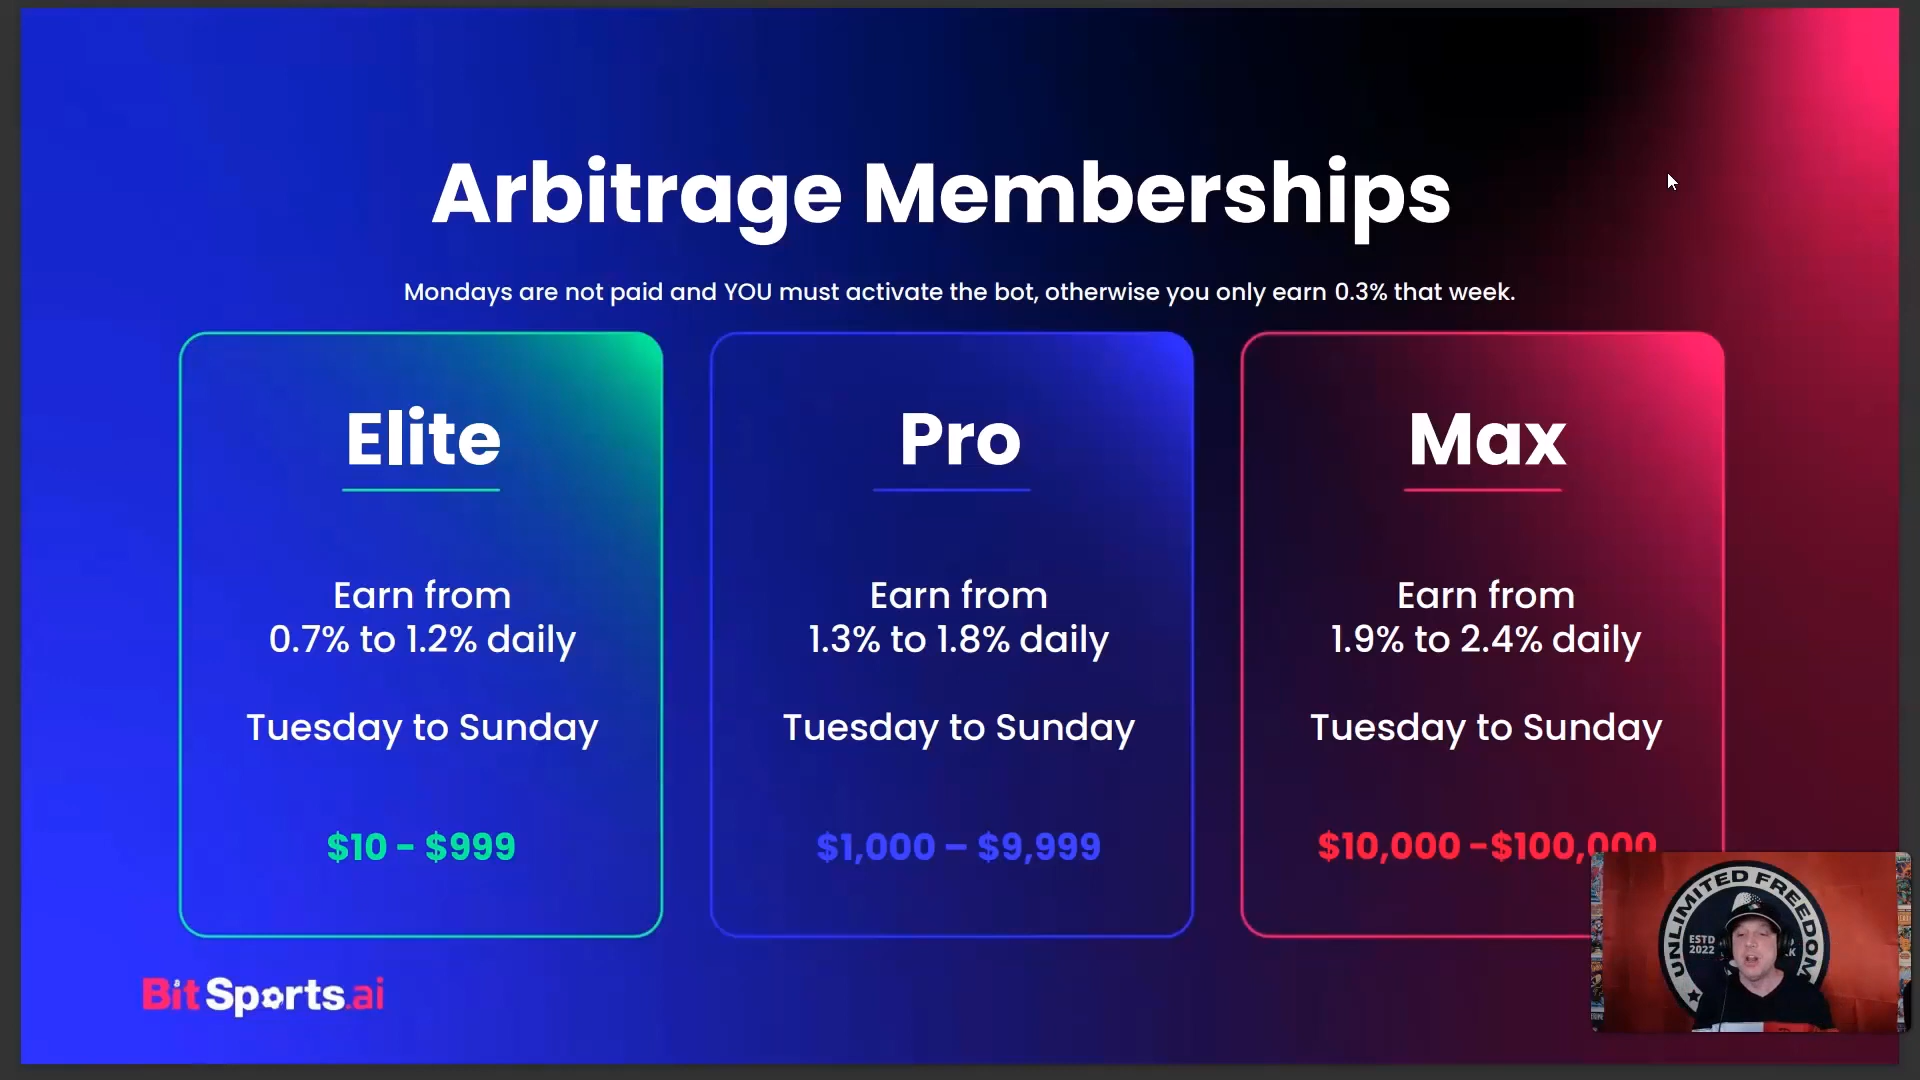 Arbitrage Memberships
Mondays are not paid and YOU must activate the bot, otherwise you only earn 0.3% that week.
Elite
Earn from
0.7% to 1.2% daily
Tuesday to Sunday
$10 - $999
Pro
Earn from
1.3% to 1.8% daily
Tuesday to Sunday
$1,000 – $9,999
Max
Earn from
1.9% to 2.4% daily
Tuesday to Sunday
$10,000 -$100,000
BitSports.ai
UNLIMITED FREEDOM
ESTD
2022